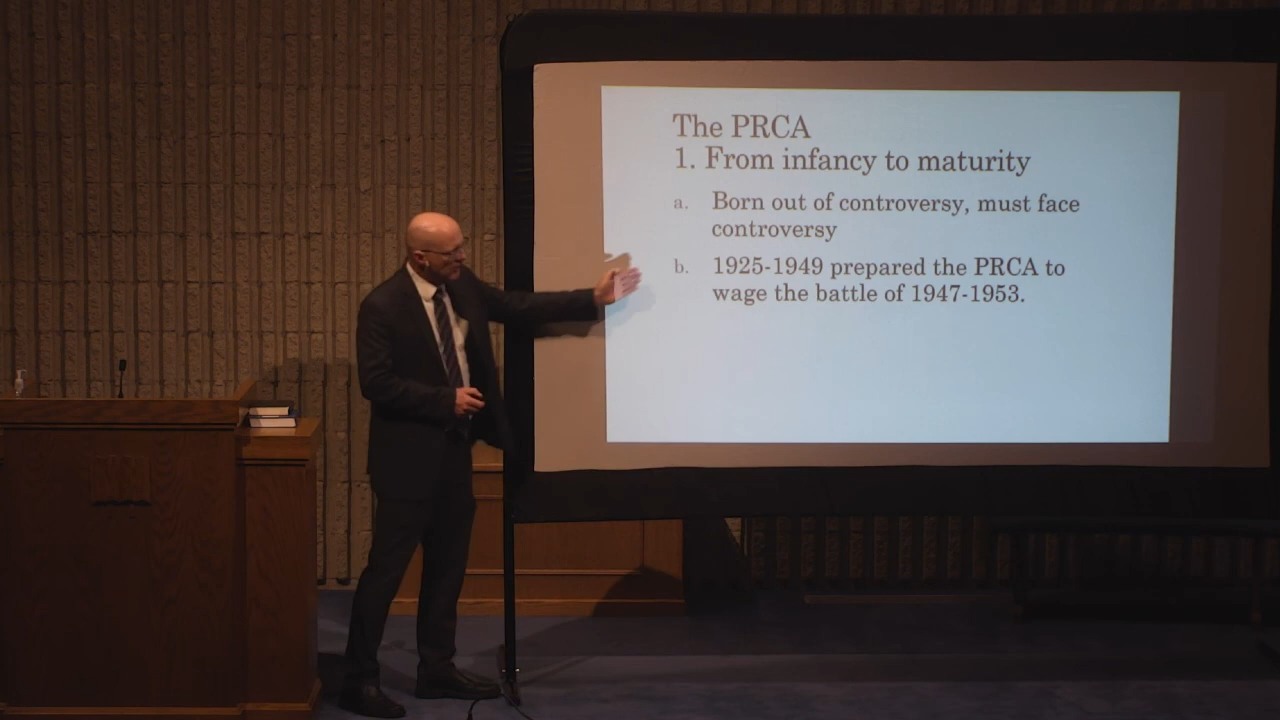 The PRCA
1. From infancy to maturity
a. Born out of controversy, must face
controversy
b. 1925-1949 prepared the PRCA to
wage the battle of 1947-1953.